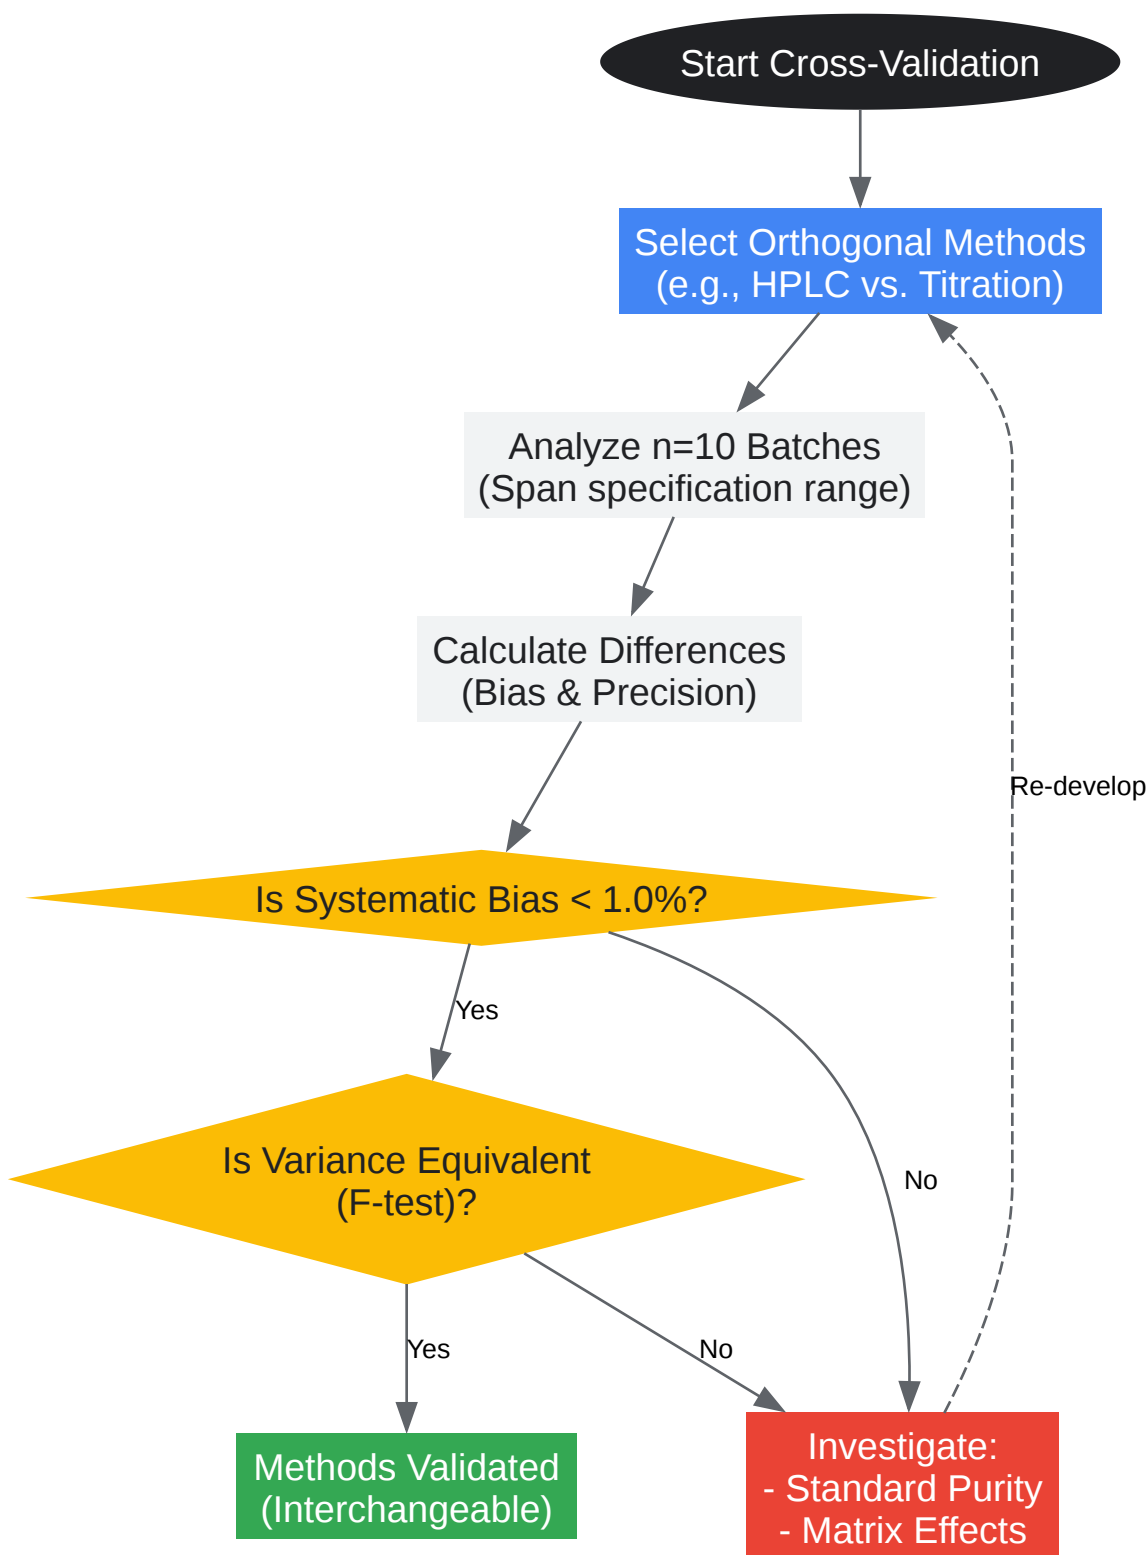 Start Cross-Validation
Select Orthogonal Methods
(e.g., HPLC vs. Titration)
Analyze n=10 Batches
(Span specification range)
Calculate Differences
(Bias & Precision)
Re-develop
Is Systematic Bias < 1.0%?
Yes
Is Variance Equivalent
(F-test)?
No
Yes
No
Methods Validated
(Interchangeable)
Investigate:
- Standard Purity
- Matrix Effects